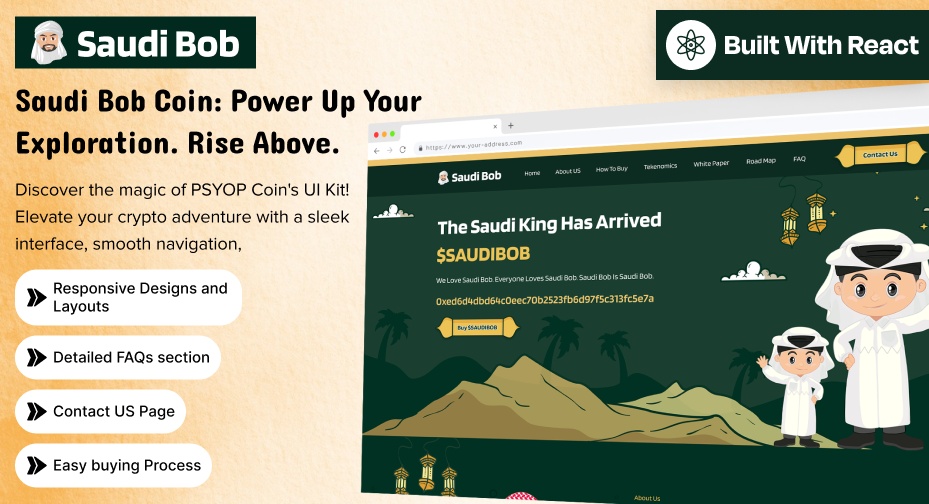 Saudi Bob
Built With React
Saudi Bob Coin: Power Up Your
Exploration. Rise Above.
Discover the magic of PSYOP Coin's UI Kit!
Elevate your crypto adventure with a sleek
interface, smooth navigation,
Responsive Designs and
Layouts
Detailed FAQs section
Contact US Page
Easy buying Process
https://www.your-address.com
Saudi Bob
Home About US How To Buy Tekenomics White Paper Road Map FAQ Contact Us
The Saudi King Has Arrived
$SAUDIBOB
We Love Saudi Bob. Everyone Loves Saudi Bob. Saudi Bob Is Saudi Bob.
0xed6d4dbd64c0eec70b2523fb6d97f5c313fc5e7a
Buy $SAUDIBOB
About Us